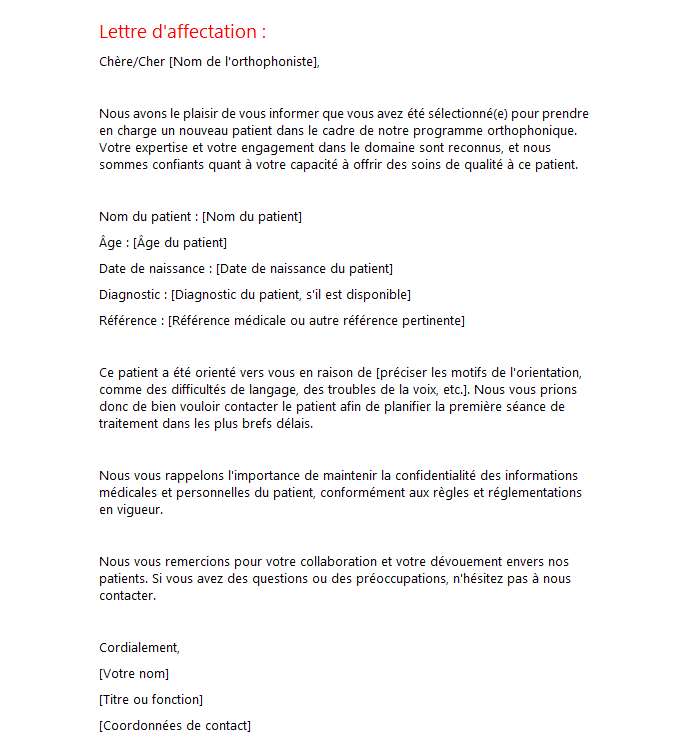 Lettre d'affectation :
Chère/Cher [Nom de l'orthophoniste],
Nous avons le plaisir de vous informer que vous avez été sélectionné(e) pour prendre
en charge un nouveau patient dans le cadre de notre programme orthophonique.
Votre expertise et votre engagement dans le domaine sont reconnus, et nous
sommes confiants quant à votre capacité à offrir des soins de qualité à ce patient.
Nom du patient : [Nom du patient]
Âge : [Âge du patient]
Date de naissance : [Date de naissance du patient]
Diagnostic : [Diagnostic du patient, s'il est disponible]
Référence : [Référence médicale ou autre référence pertinente]
Ce patient a été orienté vers vous en raison de [préciser les motifs de l'orientation,
comme des difficultés de langage, des troubles de la voix, etc.]. Nous vous prions
donc de bien vouloir contacter le patient afin de planifier la première séance de
traitement dans les plus brefs délais.
Nous vous rappelons l'importance de maintenir la confidentialité des informations
médicales et personnelles du patient, conformément aux règles et réglementations
en vigueur.
Nous vous remercions pour votre collaboration et votre dévouement envers nos
patients. Si vous avez des questions ou des préoccupations, n'hésitez pas à nous
contacter.
Cordialement,
[Votre nom]
[Titre ou fonction]
[Coordonnées de contact]